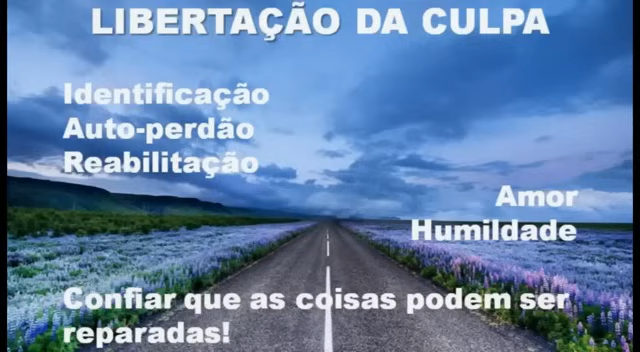 LIBERTAÇÃO DA CULPA
Identificação
Auto-perdão
Reabilitação
Amor
Humildade
Confiar que as coisas podem ser
reparadas!